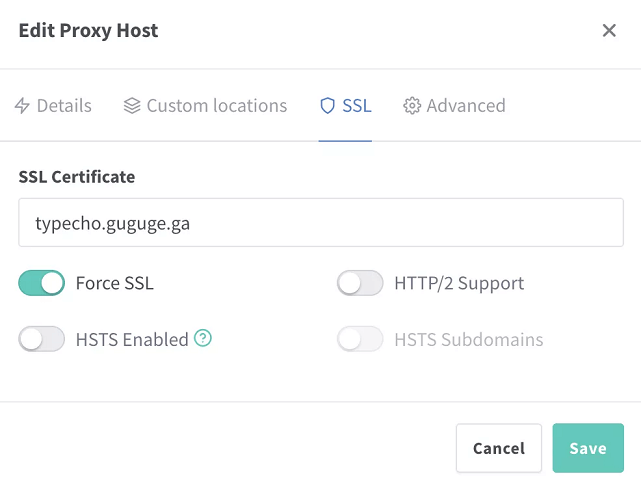 Edit Proxy Host
Details Custom locations SSL Advanced
SSL Certificate
typecho.guguge.ga
Force SSL HTTP/2 Support
HSTS Enabled ? HSTS Subdomains
Cancel Save